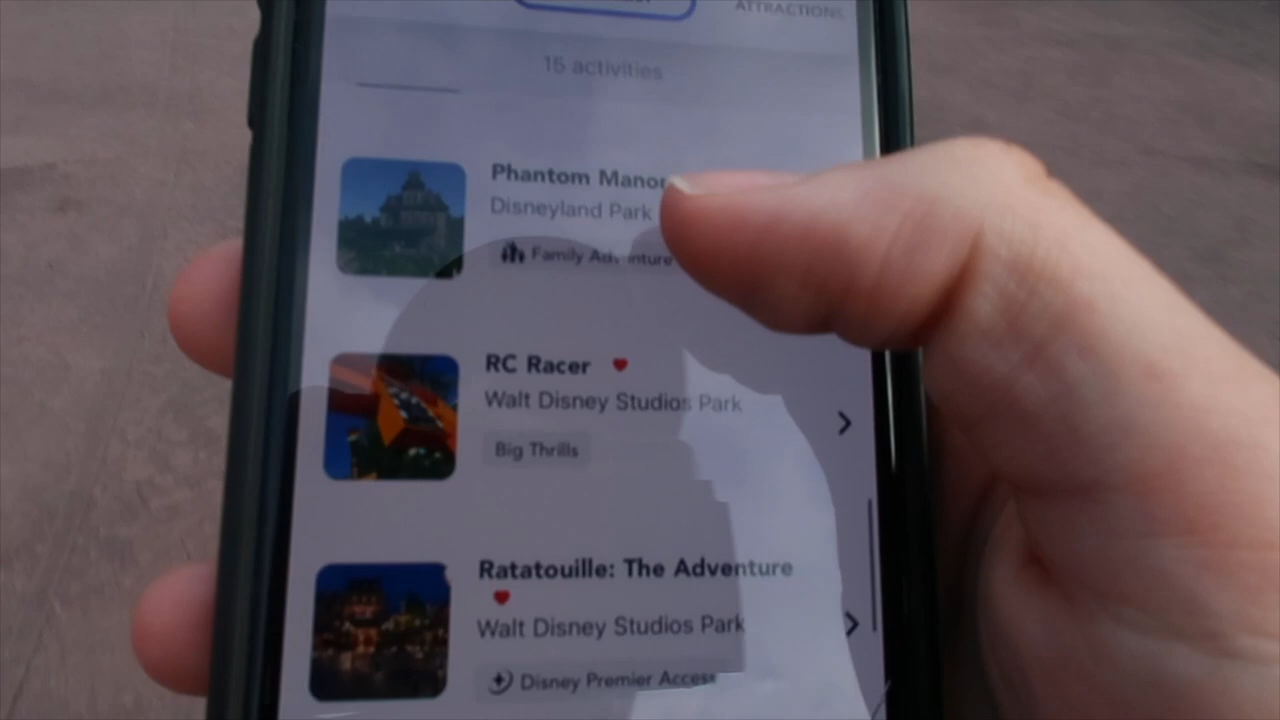 ATTRACTIONS
15 activities
Phantom Manor
Disneyland Park
Family Adventure
RC Racer
Walt Disney Studios Park
Big Thrills
Ratatouille: The Adventure
Walt Disney Studios Park
Disney Premier Access